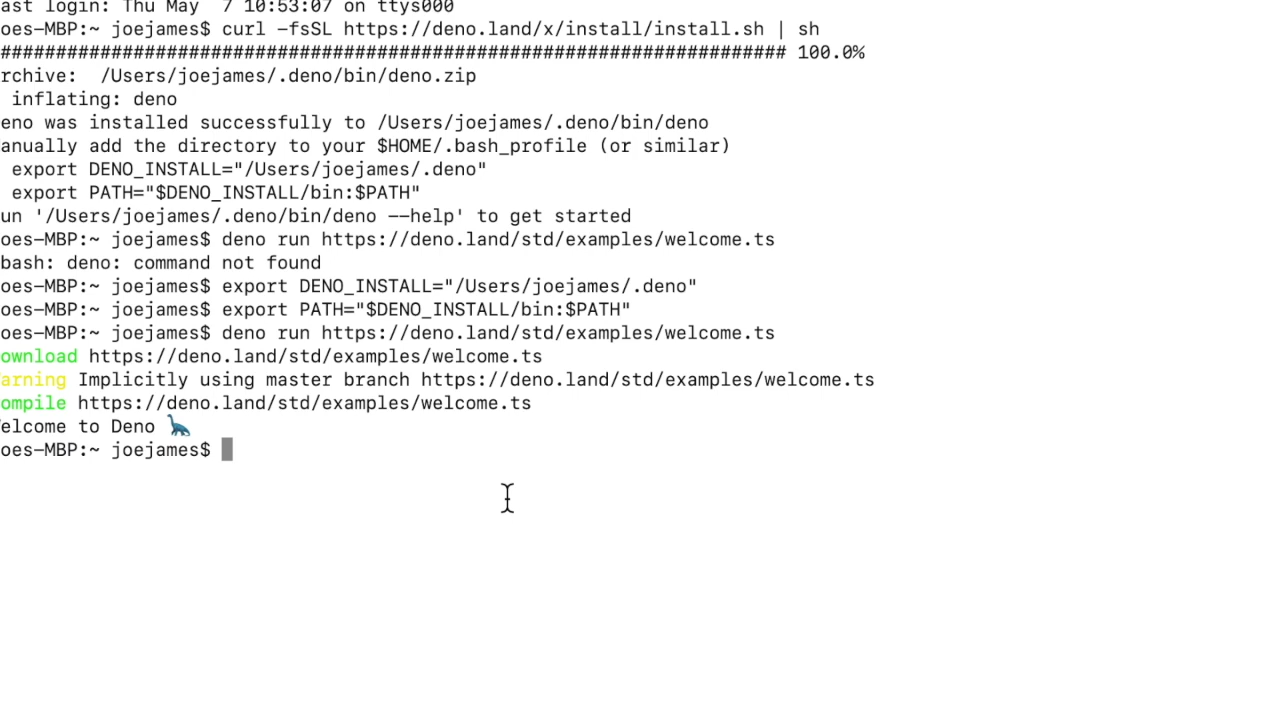 ast login: Thu May  7 10:53:07 on ttys000
oes-MBP:~ joejames$ curl -fsSL https://deno.land/x/install/install.sh | sh
####################################################################### 100.0%
rchive:  /Users/joejames/.deno/bin/deno.zip
 inflating: deno
eno was installed successfully to /Users/joejames/.deno/bin/deno
anually add the directory to your $HOME/.bash_profile (or similar)
 export DENO_INSTALL="/Users/joejames/.deno"
 export PATH="$DENO_INSTALL/bin:$PATH"
un '/Users/joejames/.deno/bin/deno --help' to get started
oes-MBP:~ joejames$ deno run https://deno.land/std/examples/welcome.ts
bash: deno: command not found
oes-MBP:~ joejames$ export DENO_INSTALL="/Users/joejames/.deno"
oes-MBP:~ joejames$ export PATH="$DENO_INSTALL/bin:$PATH"
oes-MBP:~ joejames$ deno run https://deno.land/std/examples/welcome.ts
ownload https://deno.land/std/examples/welcome.ts
arning Implicitly using master branch https://deno.land/std/examples/welcome.ts
ompile https://deno.land/std/examples/welcome.ts
elcome to Deno 🦕
oes-MBP:~ joejames$